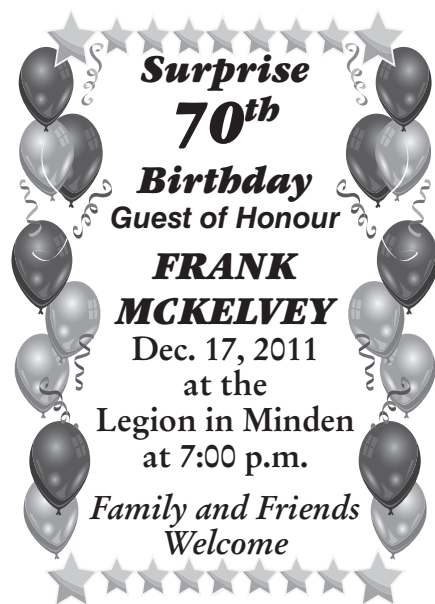 Surprise
70th
Birthday
Guest of Honour
FRANK
MCKELVEY
Dec. 17, 2011
at the
Legion in Minden
at 7:00 p.m.
Family and Friends
Welcome